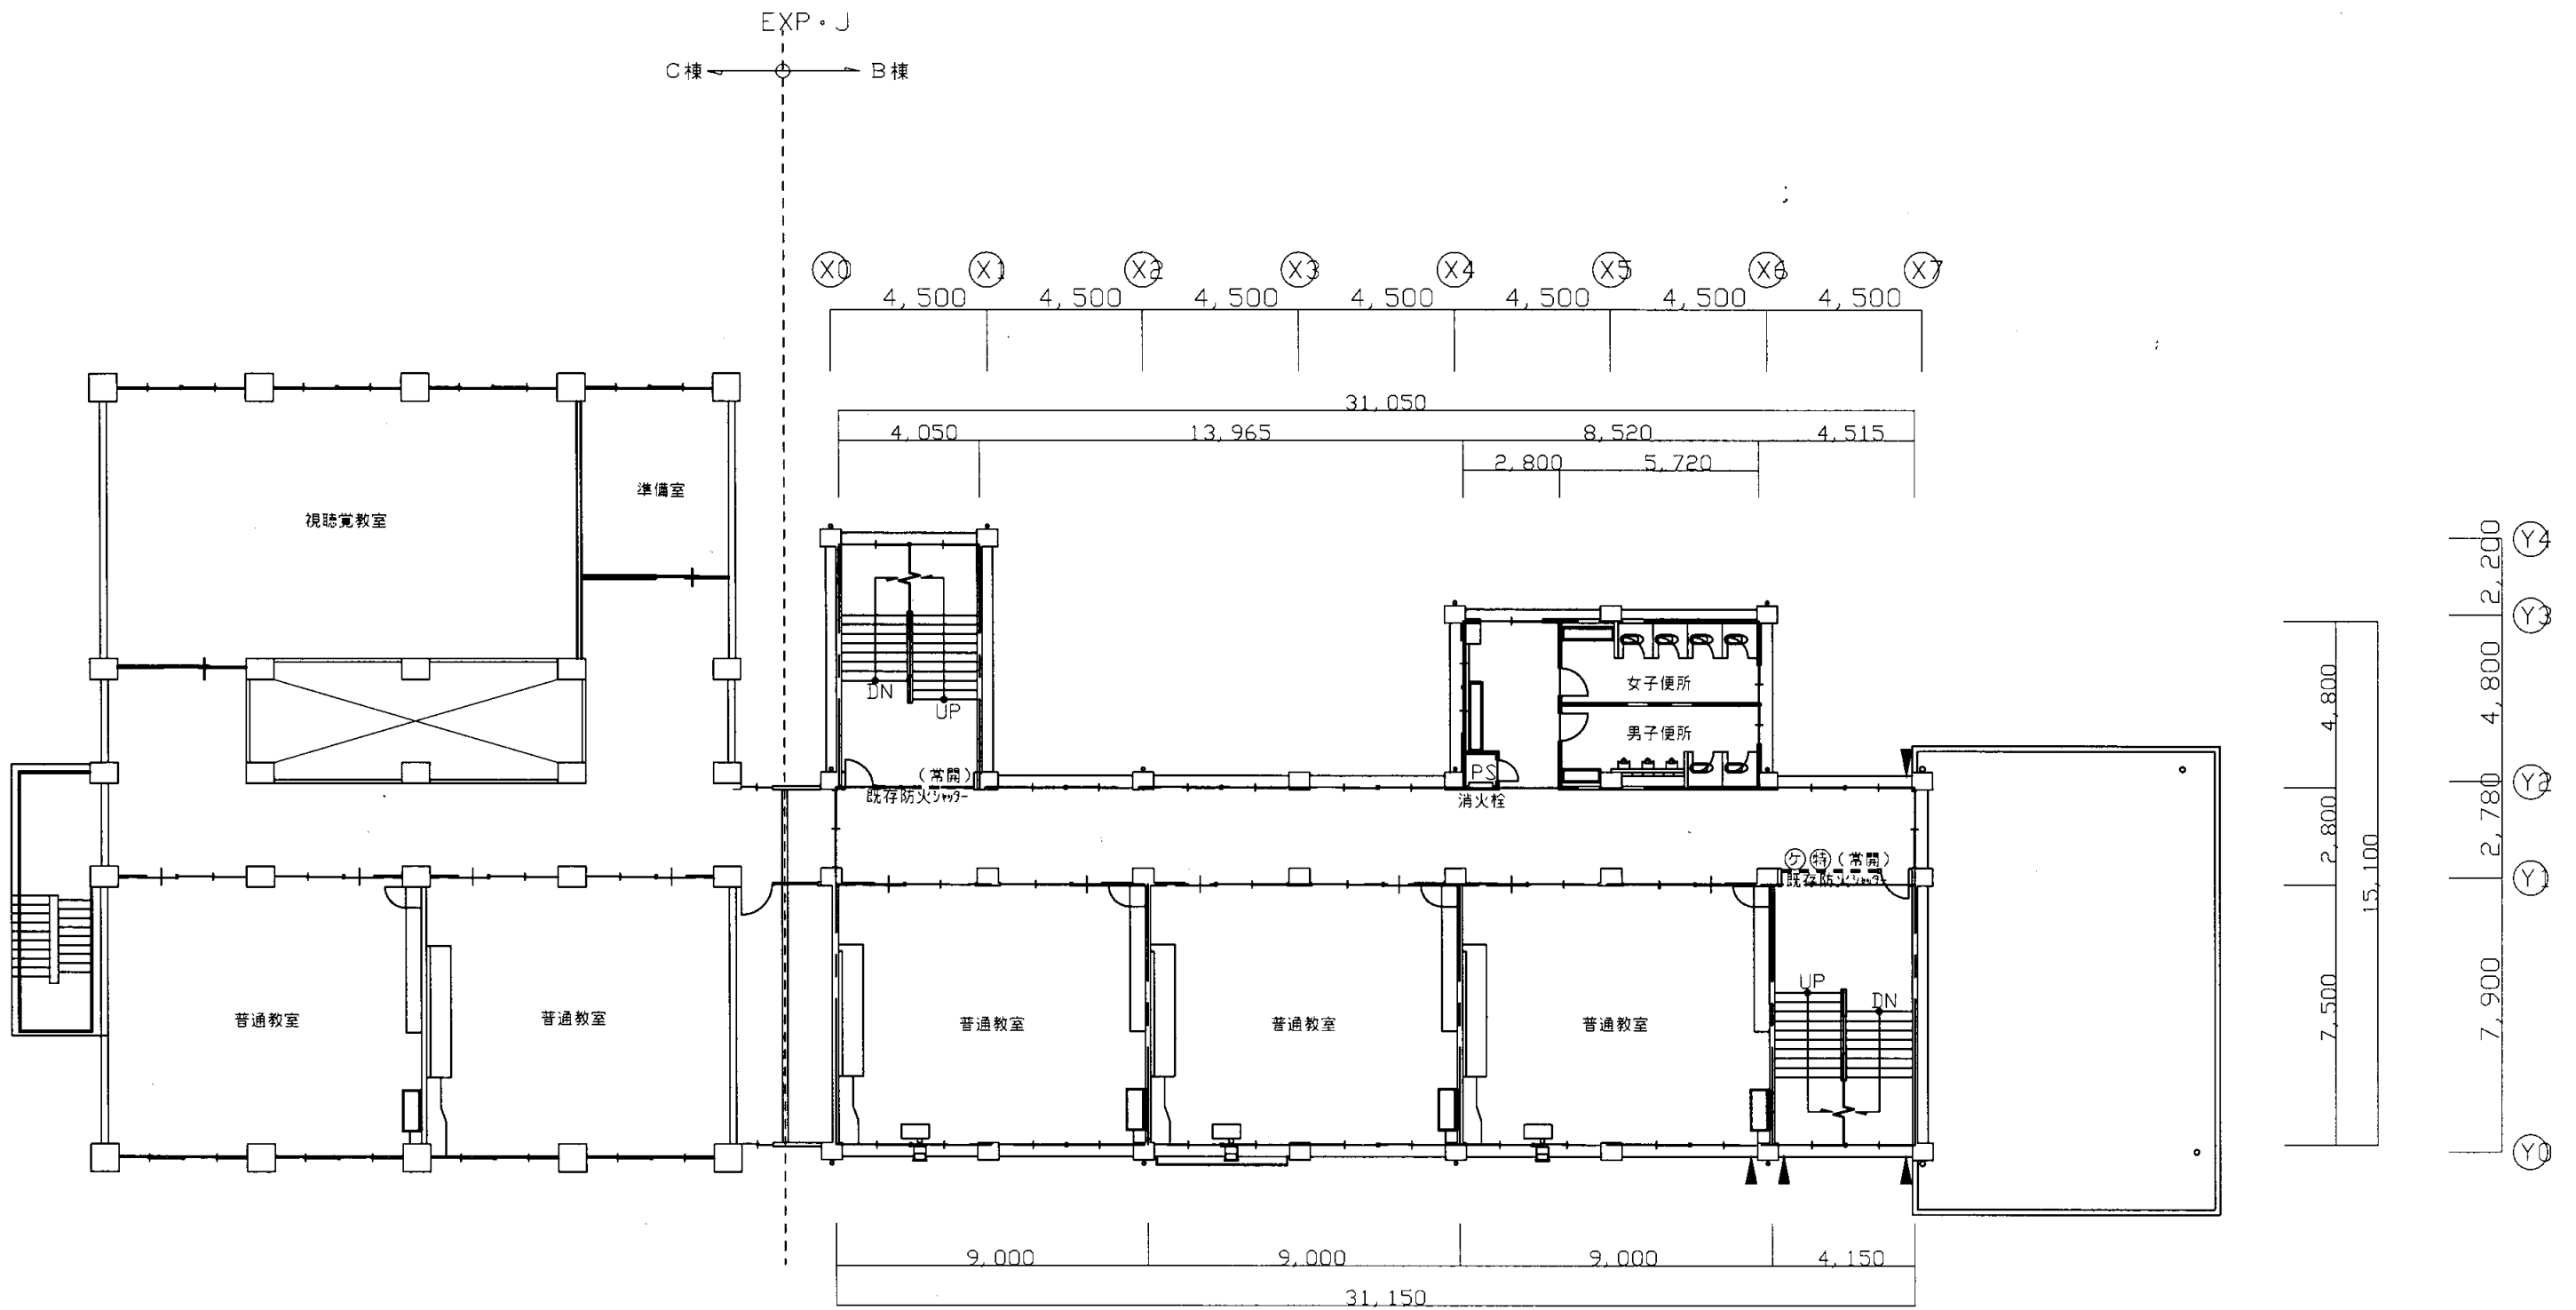 EXP・J
C棟 B棟
X0 X1 X2 X3 X4 X5 X6 X7
4,500 4,500 4,500 4,500 4,500 4,500 4,500
31,050
4,050 13,965 8,520 4,515
2,800 5,720
準備室
視聴覚教室
Y4
2,200
Y3
4,800
4,800
女子便所
DN
UP
男子便所
PS
(常開)
既存防火シャッター
消火栓
Y2
2,780
2,800
15,100
ケ 特 (常開)
既存防火シャッター
Y1
7,900
7,500
UP
DN
普通教室 普通教室 普通教室 普通教室 普通教室
Y0
9,000 9,000 9,000 4,150
31,150